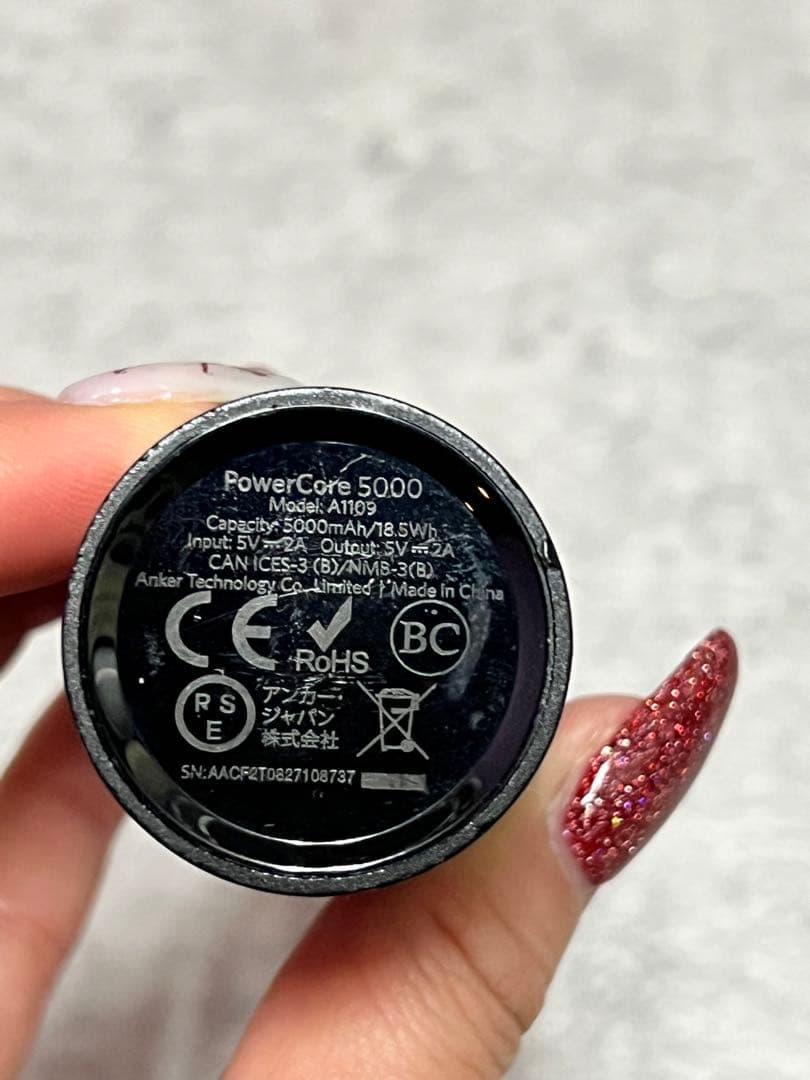 PowerCore 5000
Model: A1109
Capacity: 5000mAh/18.5Wh
Input: 5V⎓2A Output: 5V⎓2A
CAN ICES-3 (B)/NMB-3(B)
Anker Technology Co., Limited | Made in China
CE RoHS BC
RSE
アンカー・
ジャパン
株式会社
SN:AACF2T0827108737